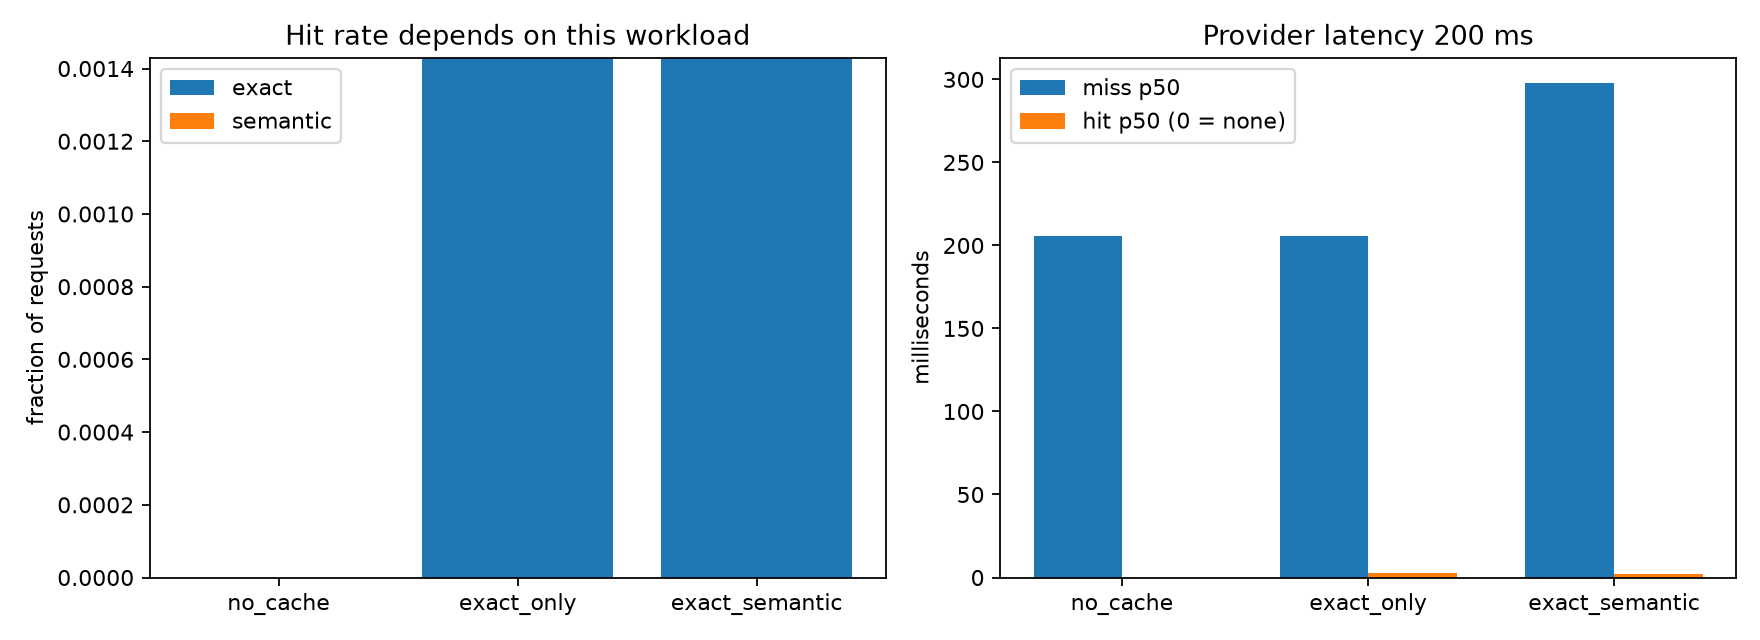 Hit rate depends on this workload
exact
semantic
fraction of requests
0.0014
0.0012
0.0010
0.0008
0.0006
0.0004
0.0002
0.0000
no_cache
exact_only
exact_semantic
Provider latency 200 ms
miss p50
hit p50 (0 = none)
milliseconds
300
250
200
150
100
50
0
no_cache
exact_only
exact_semantic